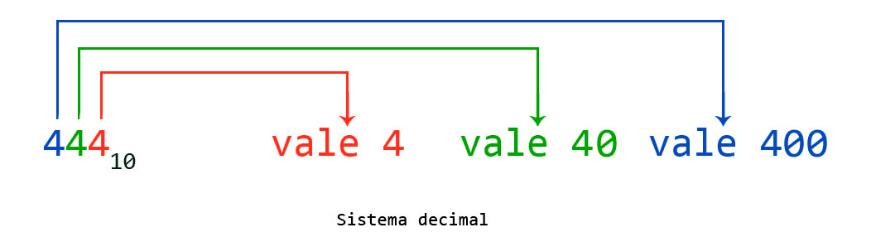 444₁₀ vale 4 vale 40 vale 400
Sistema decimal